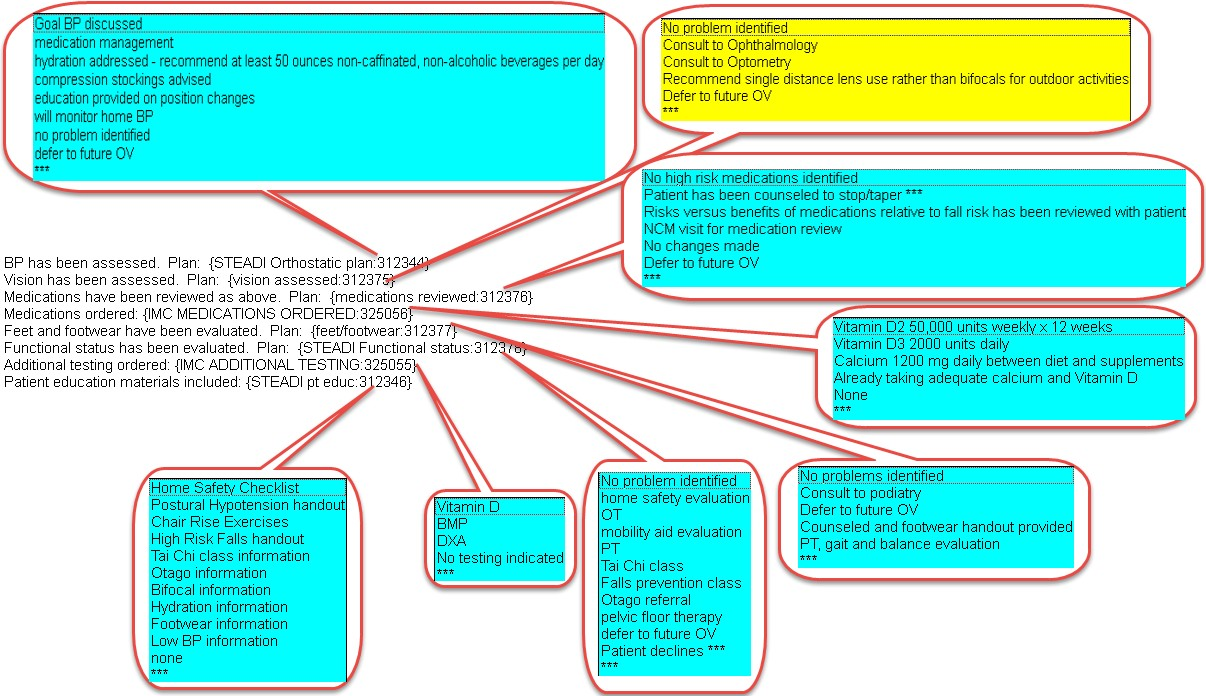 Goal BP discussed
medication management
hydration addressed - recommend at least 50 ounces non-caffinated, non-alcoholic beverages per day
compression stockings advised
education provided on position changes
will monitor home BP
no problem identified
defer to future OV
***
No problem identified
Consult to Ophthalmology
Consult to Optometry
Recommend single distance lens use rather than bifocals for outdoor activities
Defer to future OV
***
No high risk medications identified
Patient has been counseled to stop/taper ***
Risks versus benefits of medications relative to fall risk has been reviewed with patient
NCM visit for medication review
No changes made
Defer to future OV
***
BP has been assessed.  Plan:  {STEADI Orthostatic plan:312344}
Vision has been assessed.  Plan:  {vision assessed:312375}
Medications have been reviewed as above.  Plan:  {medications reviewed:312376}
Medications ordered: {IMC MEDICATIONS ORDERED:325056}
Feet and footwear have been evaluated.  Plan:  {feet/footwear:312377}
Functional status has been evaluated.  Plan:  {STEADI Functional status:312378}
Additional testing ordered: {IMC ADDITIONAL TESTING:325055}
Patient education materials included: {STEADI pt educ:312346}
Vitamin D2 50,000 units weekly x 12 weeks
Vitamin D3 2000 units daily
Calcium 1200 mg daily between diet and supplements
Already taking adequate calcium and Vitamin D
None
***
Home Safety Checklist
Postural Hypotension handout
Chair Rise Exercises
High Risk Falls handout
Tai Chi class information
Otago information
Bifocal information
Hydration information
Footwear information
Low BP information
none
***
Vitamin D
BMP
DXA
No testing indicated
***
No problem identified
home safety evaluation
OT
mobility aid evaluation
PT
Tai Chi class
Falls prevention class
Otago referral
pelvic floor therapy
defer to future OV
Patient declines ***
***
No problems identified
Consult to podiatry
Defer to future OV
Counseled and footwear handout provided
PT, gait and balance evaluation
***